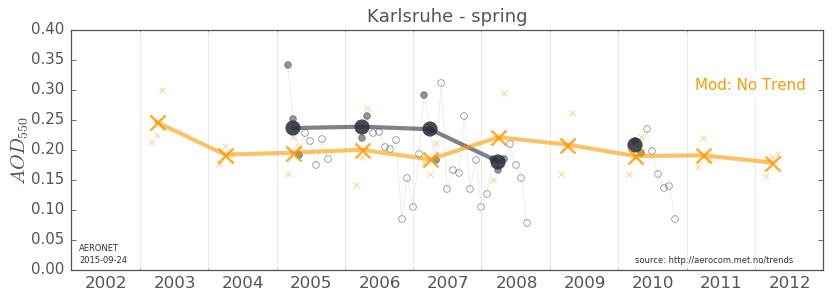 Karlsruhe - spring
0.40
0.35
0.30
0.25
0.20
0.15
0.10
0.05
0.00
AOD550
Mod: No Trend
AERONET
2015-09-24
source: http://aerocom.met.no/trends
2002 2003 2004 2005 2006 2007 2008 2009 2010 2011 2012